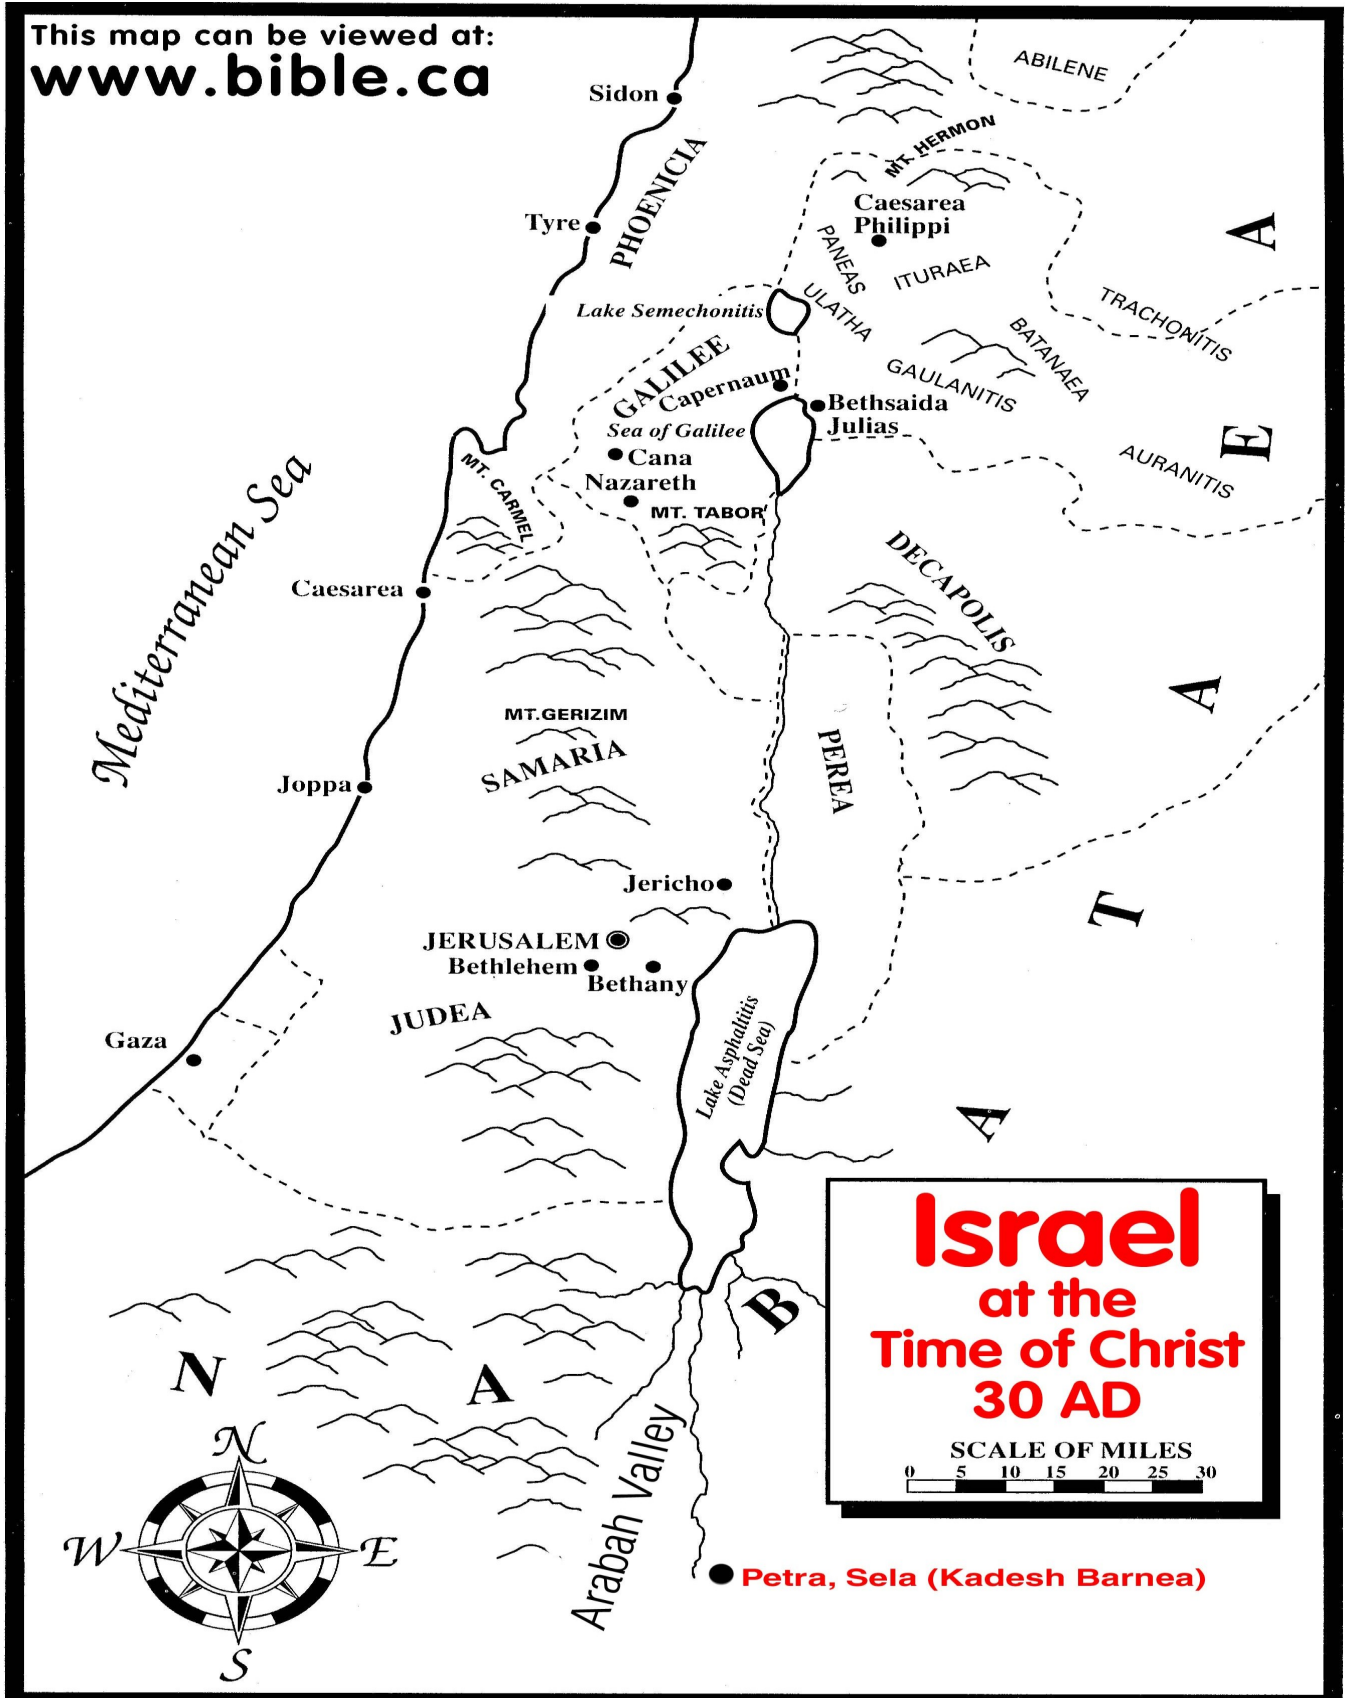 This map can be viewed at:
www.bible.ca
ABILENE
Sidon
MT. HERMON
PHOENICIA
Caesarea
Philippi
Tyre
PANEAS
ITURAEA
A
Lake Semechonitis
ULATHA
TRACHONITIS
BATANAEA
GALILEE
GAULANITIS
Capernaum
Bethsaida
Julias
Sea of Galilee
E
Cana
AURANITIS
MT. CARMEL
Nazareth
MT. TABOR
Mediterranean Sea
DECAPOLIS
Caesarea
A
MT.GERIZIM
SAMARIA
PEREA
Joppa
Jericho
T
JERUSALEM
Bethlehem
Bethany
JUDEA
Gaza
Lake Asphaltitis
(Dead Sea)
A
B
N
A
Israel
at the
Time of Christ
30 AD
SCALE OF MILES
0 5 10 15 20 25 30
Arabah Valley
N
W
E
S
Petra, Sela (Kadesh Barnea)